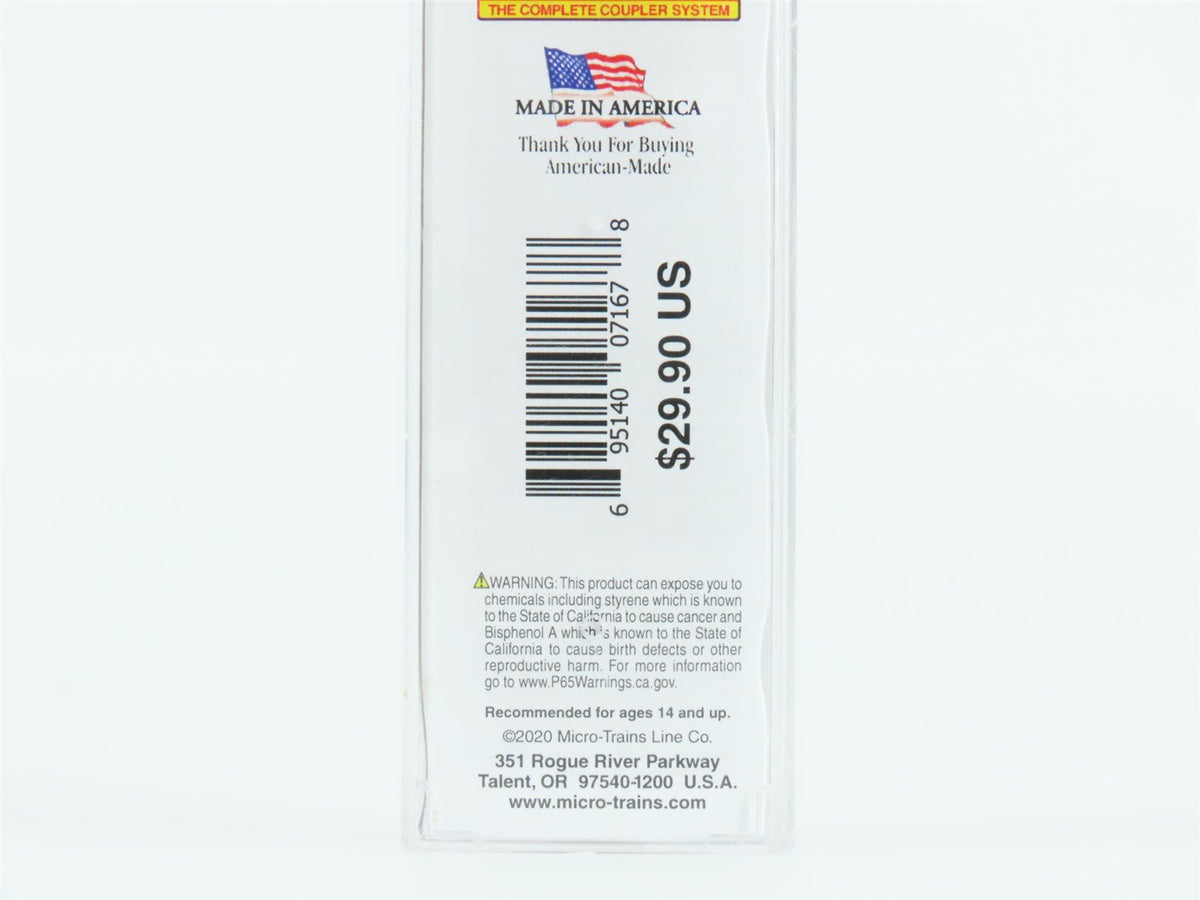 THE COMPLETE COUPLER SYSTEM
MADE IN AMERICA
Thank You For Buying
American-Made
6 95140 07167 8
$29.90 US
WARNING: This product can expose you to
chemicals including styrene which is known
to the State of California to cause cancer and
Bisphenol A which is known to the State of
California to cause birth defects or other
reproductive harm. For more information
go to www.P65Warnings.ca.gov.
Recommended for ages 14 and up.
©2020 Micro-Trains Line Co.
351 Rogue River Parkway
Talent, OR 97540-1200 U.S.A.
www.micro-trains.com